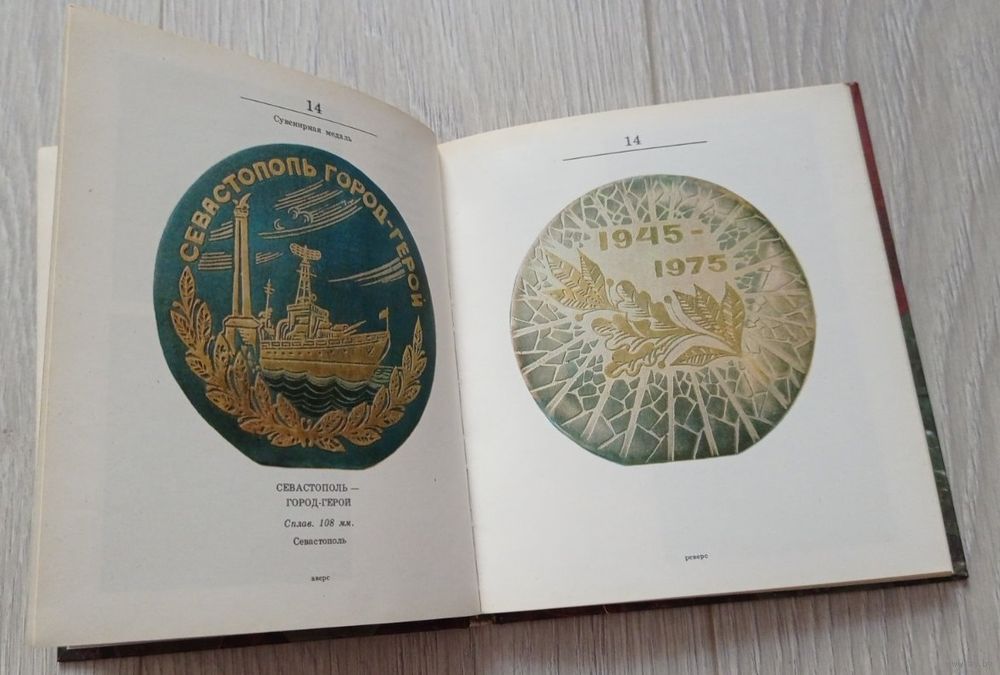 14
Сувенирная медаль
СЕВАСТОПОЛЬ ГОРОД-ГЕРОЙ
СЕВАСТОПОЛЬ —
ГОРОД-ГЕРОЙ
Сплав. 108 мм.
Севастополь
аверс
14
1945-
1975
реверс